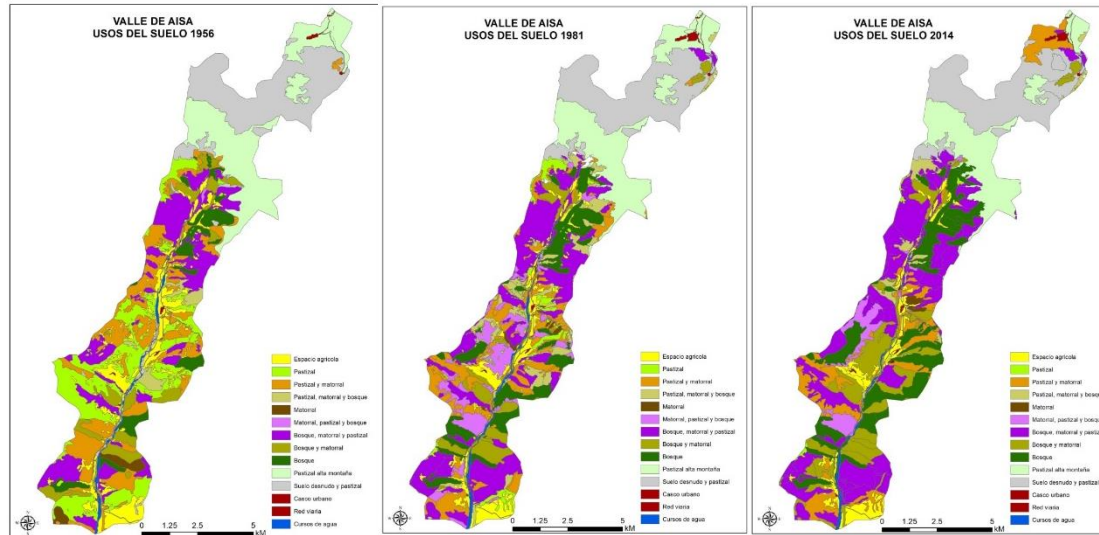 VALLE DE AISA
USOS DEL SUELO 1956
Espacio agrícola
Pastizal
Pastizal y matorral
Pastizal, matorral y bosque
Matorral
Matorral, pastizal y bosque
Bosque, matorral y pastizal
Bosque y matorral
Bosque
Pastizal alta montaña
Suelo desnudo y pastizal
Casco urbano
Red viaria
Cursos de agua
0 1.25 2.5 5
kM
VALLE DE AISA
USOS DEL SUELO 1981
Espacio agrícola
Pastizal
Pastizal y matorral
Pastizal, matorral y bosque
Matorral
Matorral, pastizal y bosque
Bosque, matorral y pastizal
Bosque y matorral
Bosque
Pastizal alta montaña
Suelo desnudo y pastizal
Casco urbano
Red viaria
Cursos de agua
0 1.25 2.5 5
kM
VALLE DE AISA
USOS DEL SUELO 2014
Espacio agrícola
Pastizal
Pastizal y matorral
Pastizal, matorral y bosque
Matorral
Matorral, pastizal y bosque
Bosque, matorral y pastizal
Bosque y matorral
Bosque
Pastizal alta montaña
Suelo desnudo y pastizal
Casco urbano
Red viaria
Cursos de agua
0 1.25 2.5 5
kM